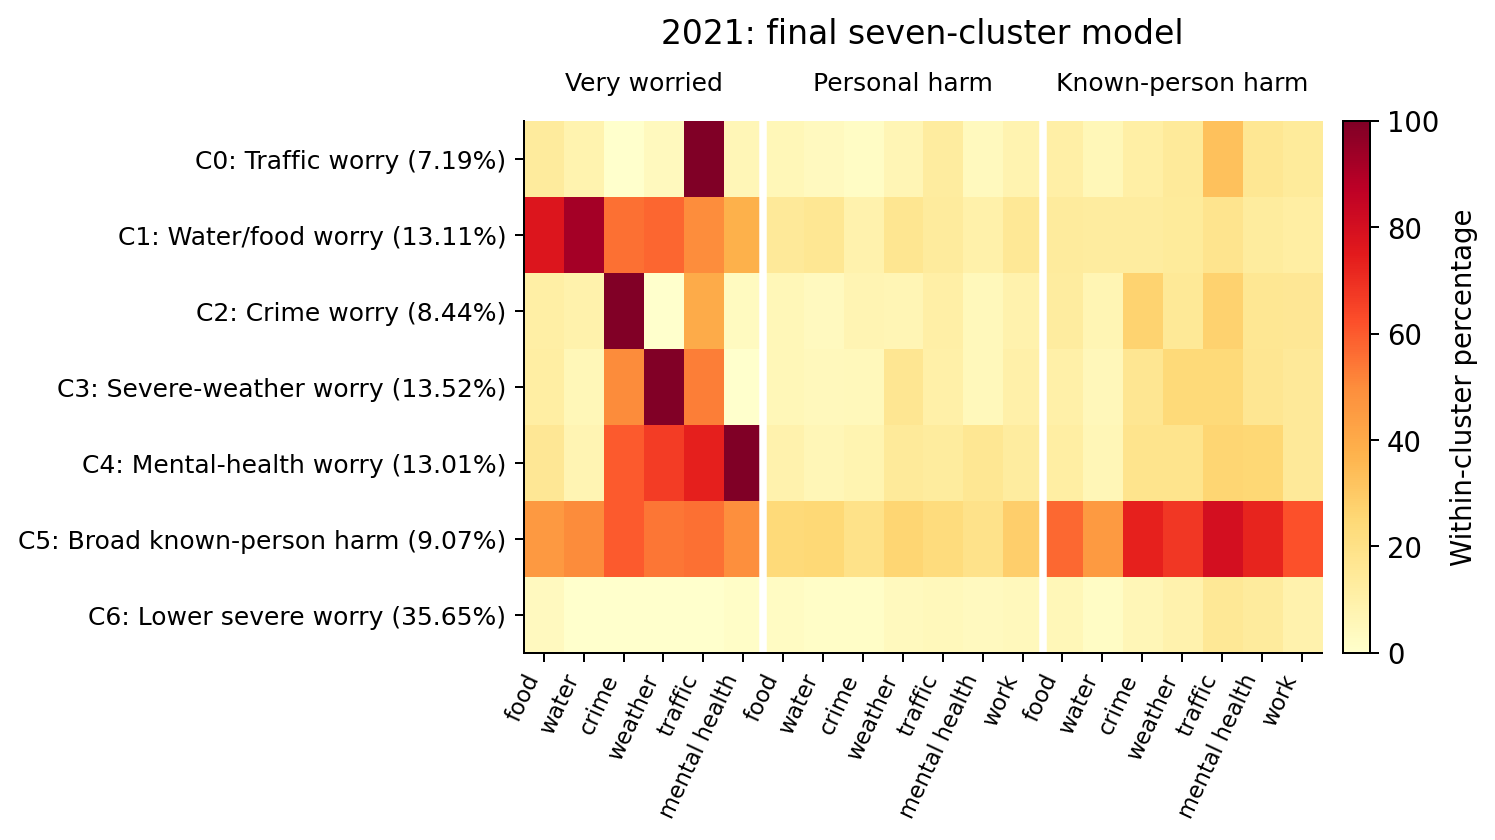 2021: final seven-cluster model
Very worried
Personal harm
Known-person harm
C0: Traffic worry (7.19%)
C1: Water/food worry (13.11%)
C2: Crime worry (8.44%)
C3: Severe-weather worry (13.52%)
C4: Mental-health worry (13.01%)
C5: Broad known-person harm (9.07%)
C6: Lower severe worry (35.65%)
food
water
crime
weather
traffic
mental health
food
water
crime
weather
traffic
mental health
work
food
water
crime
weather
traffic
mental health
work
100
80
60
40
20
0
Within-cluster percentage